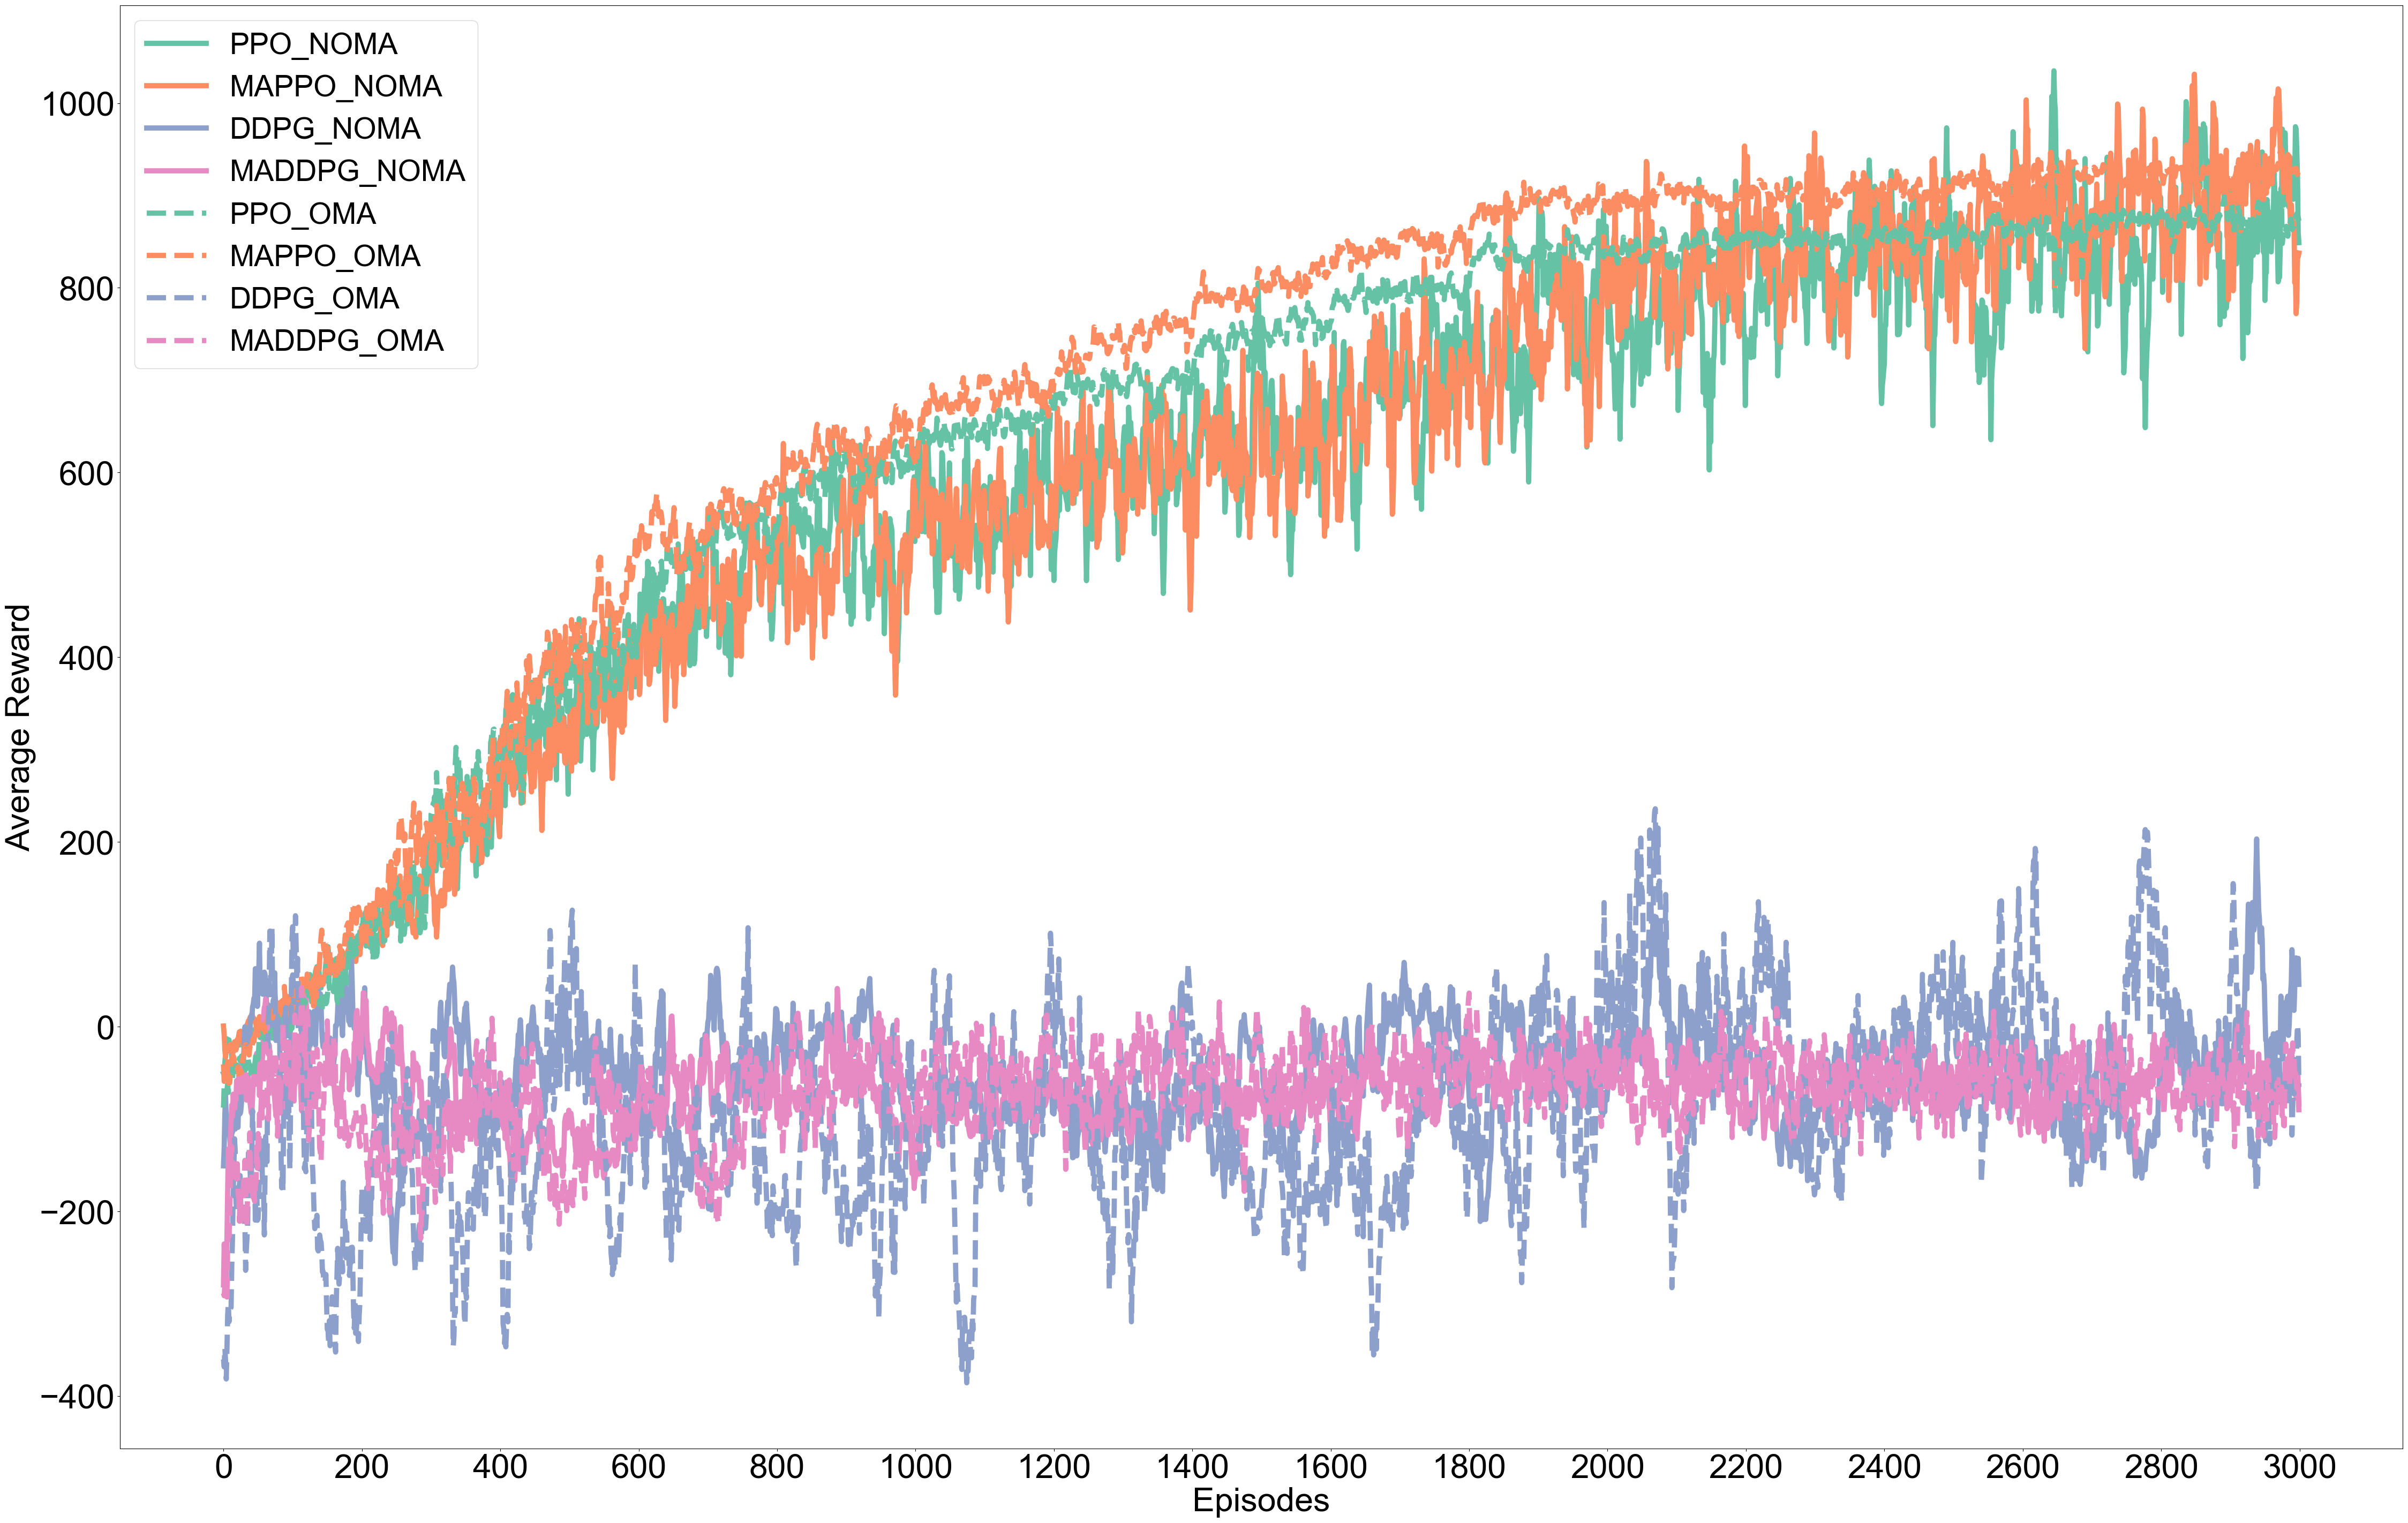 PPO_NOMA
MAPPO_NOMA
DDPG_NOMA
MADDPG_NOMA
PPO_OMA
MAPPO_OMA
DDPG_OMA
MADDPG_OMA
1000
800
600
400
200
0
−200
−400
Average Reward
0 200 400 600 800 1000 1200 1400 1600 1800 2000 2200 2400 2600 2800 3000
Episodes